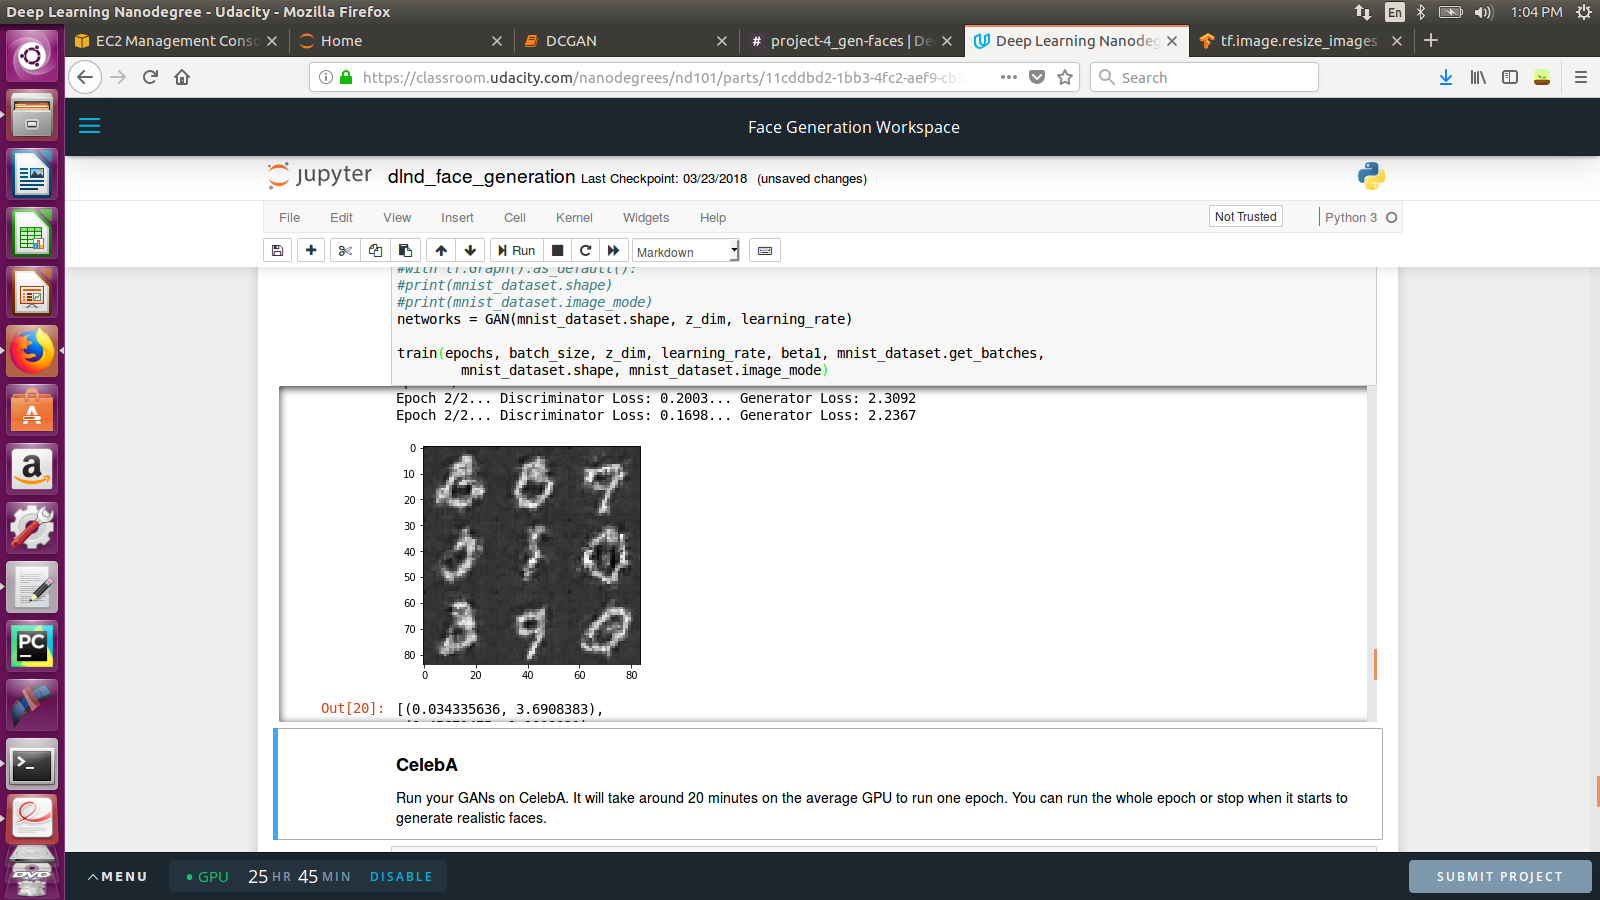 Deep Learning Nanodegree - Udacity - Mozilla Firefox
En
1:04 PM
EC2 Management Conso
Home
DCGAN
project-4_gen-faces | De
Deep Learning Nanodeg
tf.image.resize_images
https://classroom.udacity.com/nanodegrees/nd101/parts/11cddbd2-1bb3-4fc2-aef9-cb5
Search
Face Generation Workspace
jupyter dlnd_face_generation Last Checkpoint: 03/23/2018 (unsaved changes)
File Edit View Insert Cell Kernel Widgets Help
Not Trusted
Python 3
Run
Markdown
#with tf.Graph().as_default():
#print(mnist_dataset.shape)
#print(mnist_dataset.image_mode)
networks = GAN(mnist_dataset.shape, z_dim, learning_rate)
train(epochs, batch_size, z_dim, learning_rate, beta1, mnist_dataset.get_batches,
mnist_dataset.shape, mnist_dataset.image_mode)
Epoch 2/2... Discriminator Loss: 0.2003... Generator Loss: 2.3092
Epoch 2/2... Discriminator Loss: 0.1698... Generator Loss: 2.2367
0
10
20
30
40
50
60
70
80
0 20 40 60 80
Out[20]: [(0.034335636, 3.6908383),
CelebA
Run your GANs on CelebA. It will take around 20 minutes on the average GPU to run one epoch. You can run the whole epoch or stop when it starts to
generate realistic faces.
MENU
GPU 25 HR 45 MIN DISABLE
SUBMIT PROJECT